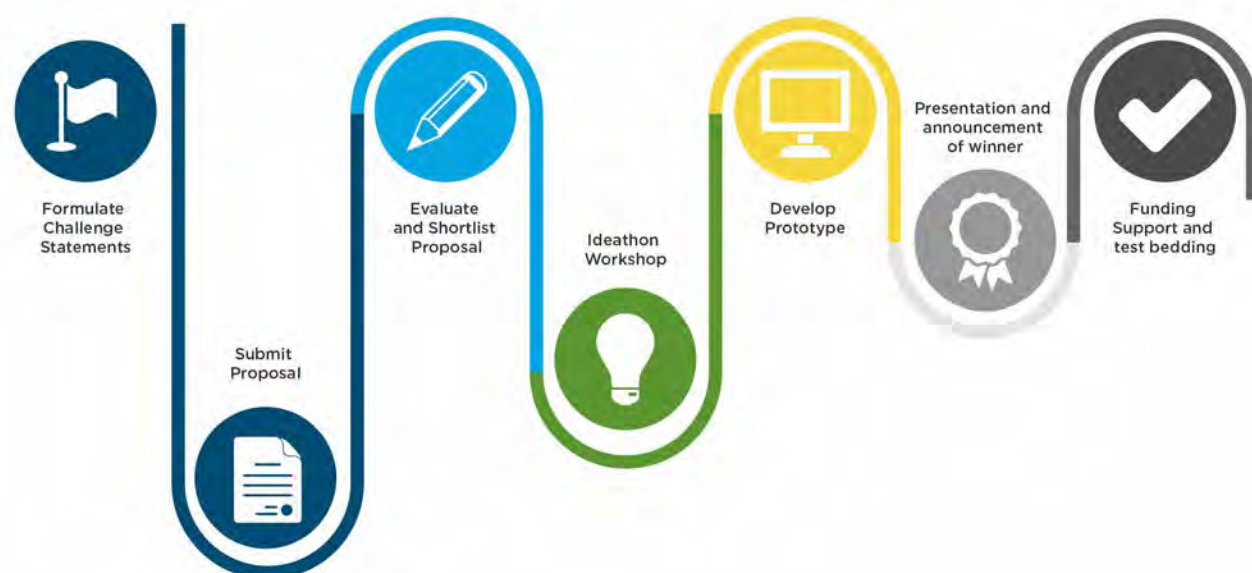 Formulate
Challenge
Statements
Submit
Proposal
Evaluate
and Shortlist
Proposal
Ideathon
Workshop
Develop
Prototype
Presentation and
announcement
of winner
Funding
Support and
test bedding